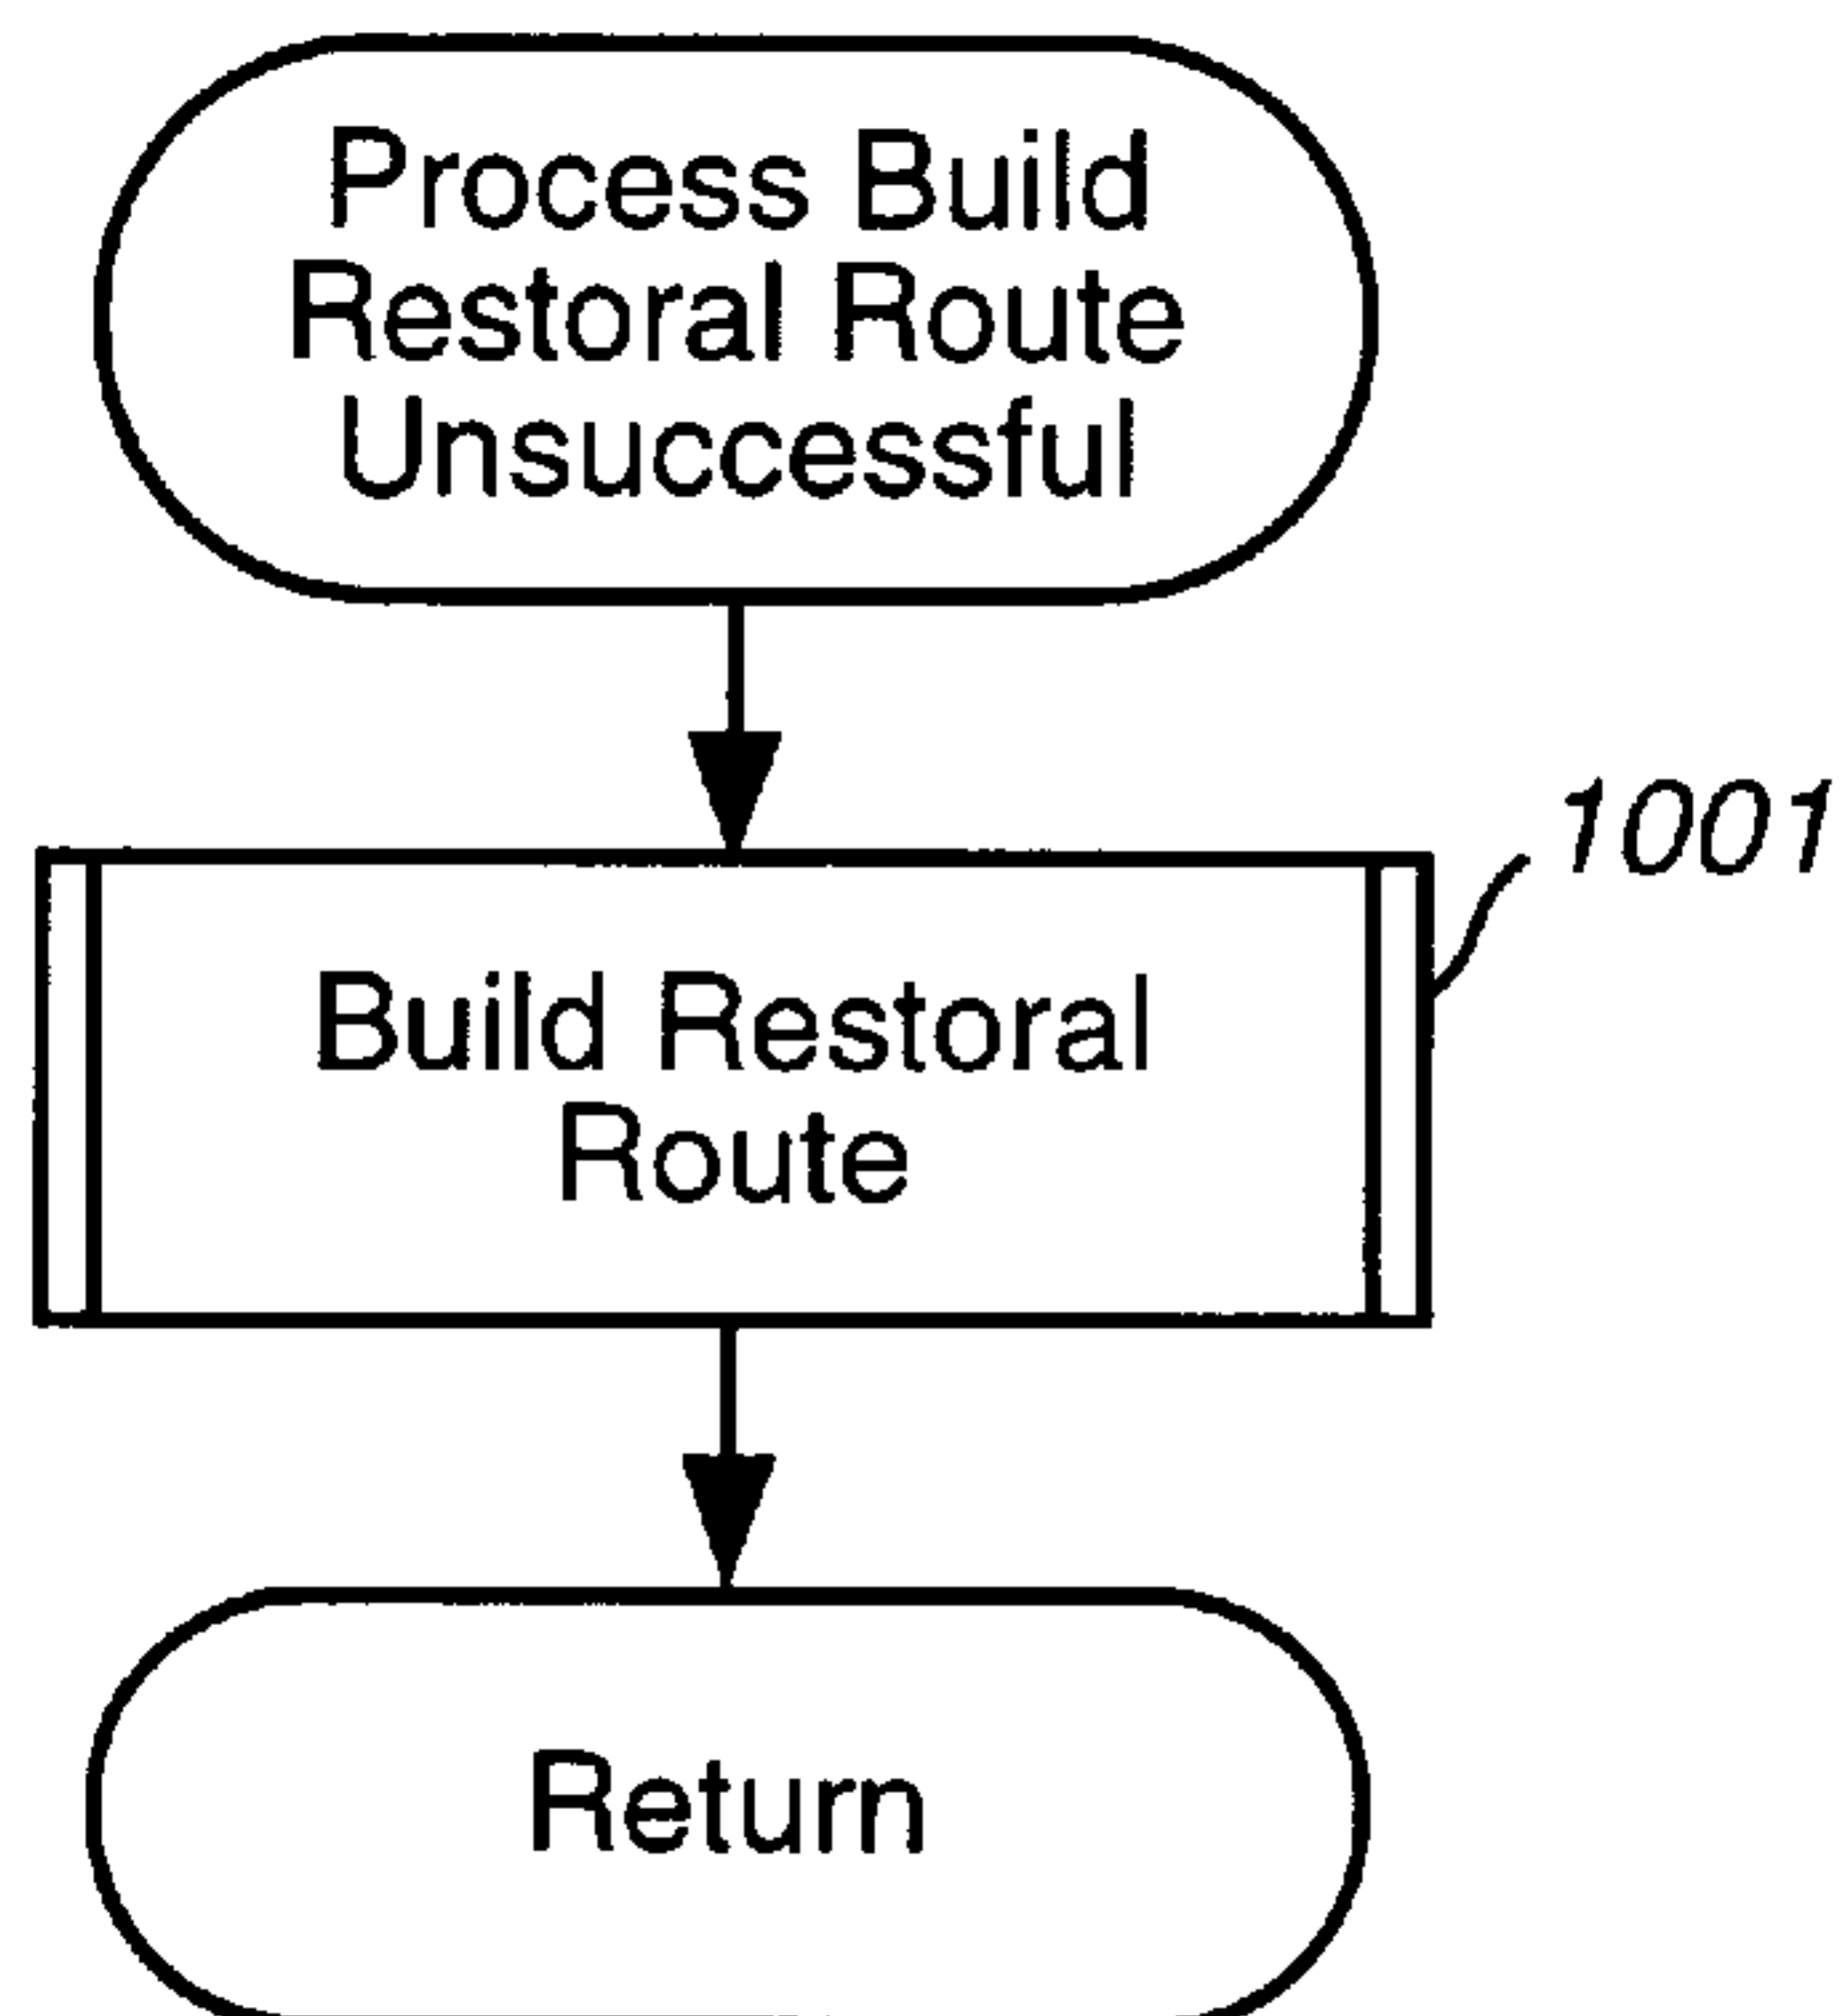 Process Build
Restoral Route
Unsuccessful
1001
Build Restoral
Route
Return